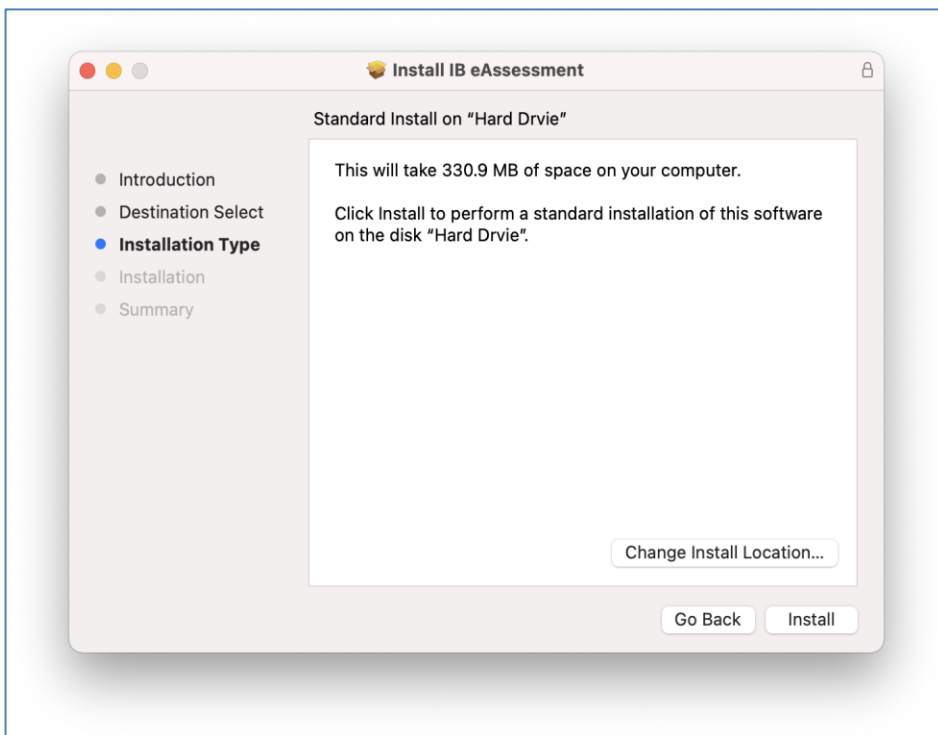 Install IB eAssessment
Standard Install on “Hard Drvie”
Introduction
Destination Select
Installation Type
Installation
Summary
This will take 330.9 MB of space on your computer.
Click Install to perform a standard installation of this software
on the disk “Hard Drvie”.
Change Install Location...
Go Back
Install